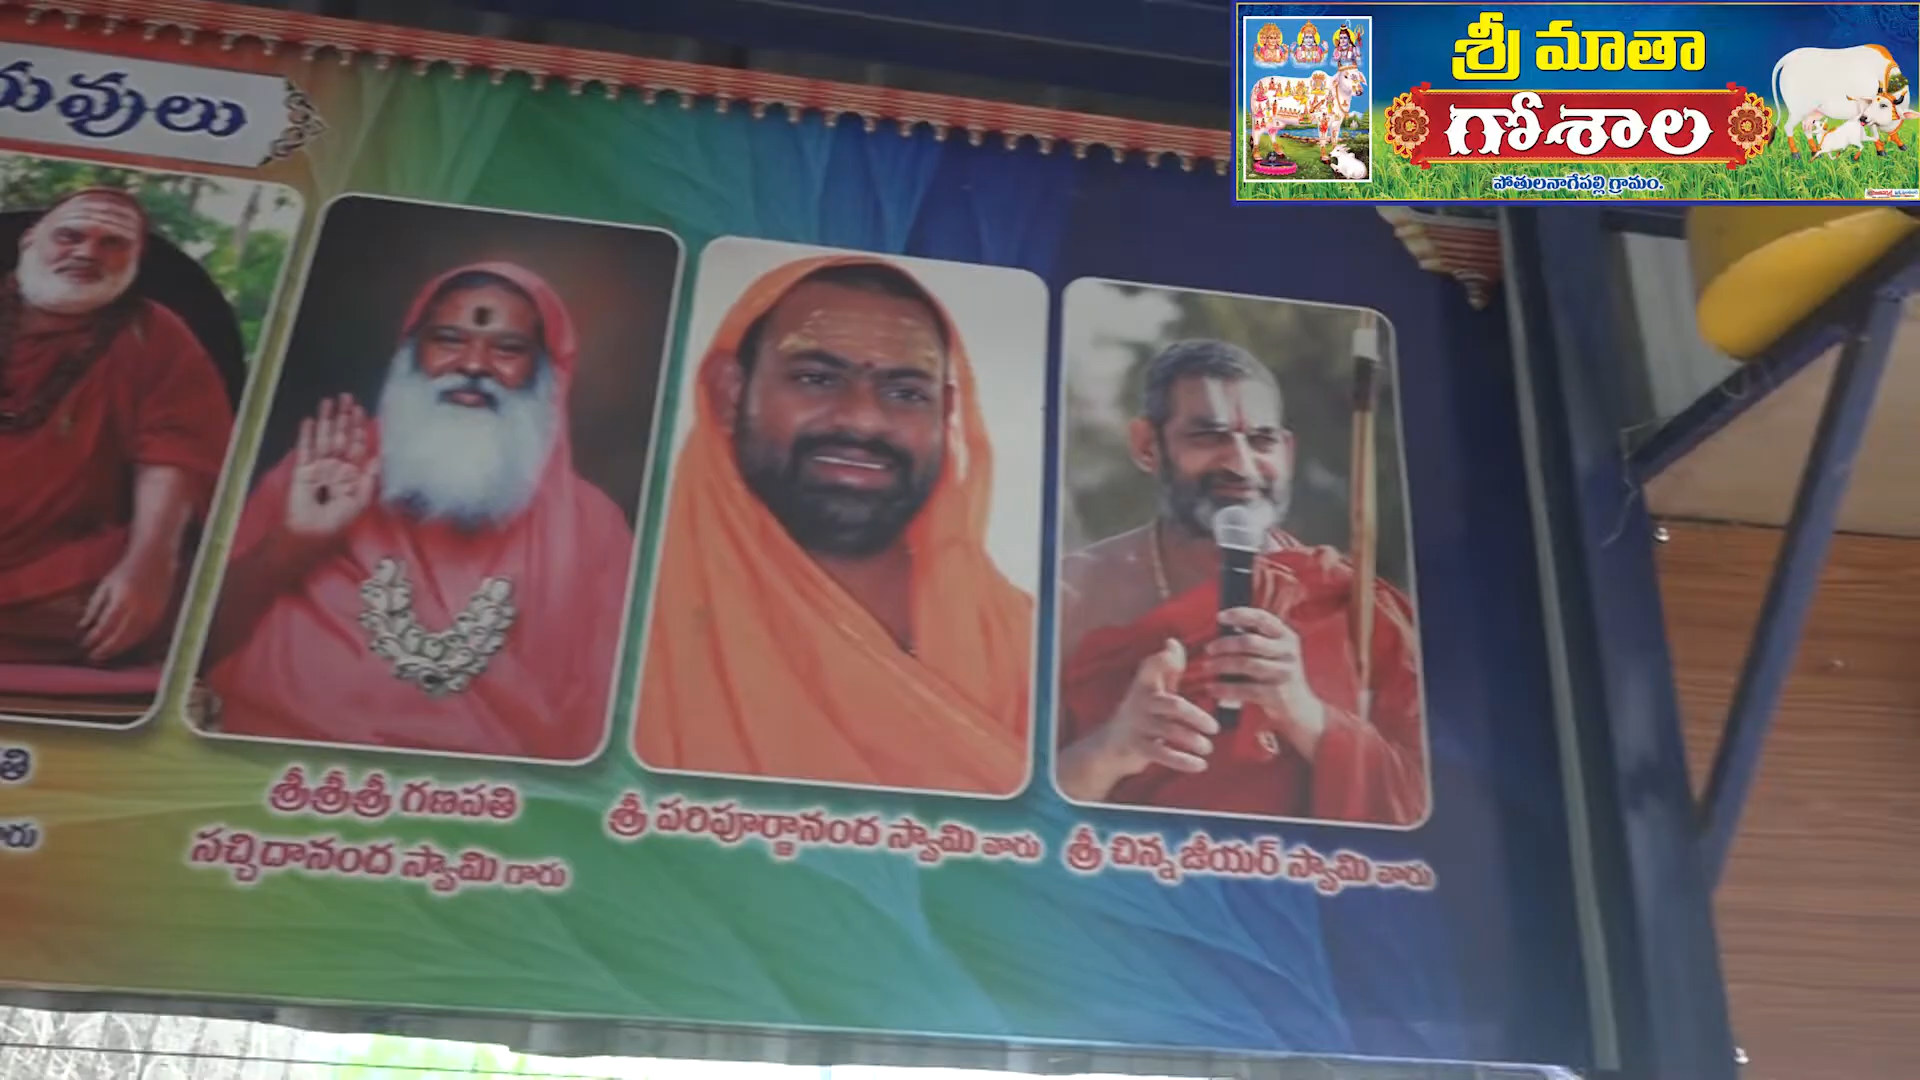 శ్రీ మాతా
గోశాల
పోతులనాగేపల్లి గ్రామం.
శ్రీశ్రీశ్రీ గణపతి
సచ్చిదానంద స్వామి గారు
శ్రీ పరిపూర్ణానంద స్వామి వారు
శ్రీ చిన్న జీయర్ స్వామి వారు